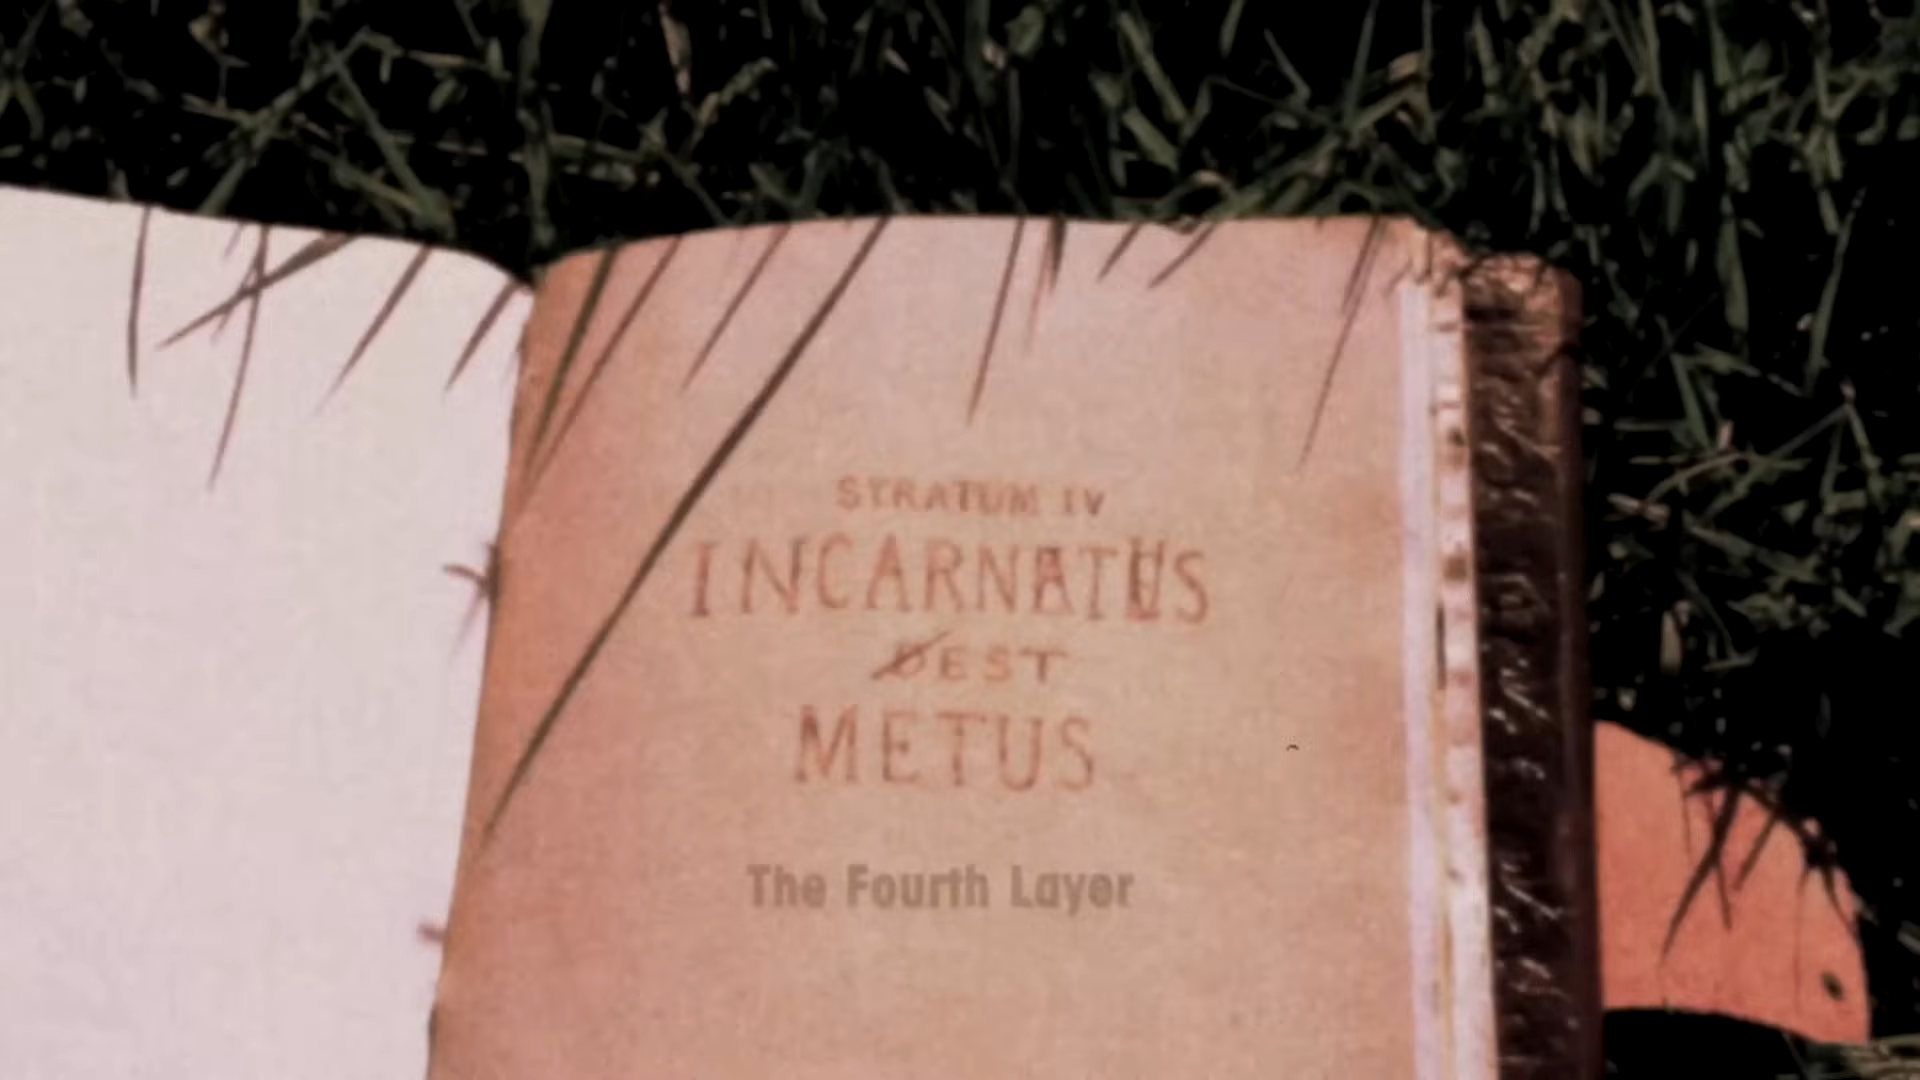 STRATUM IV
INCARNATUS
EST
METUS
The Fourth Layer